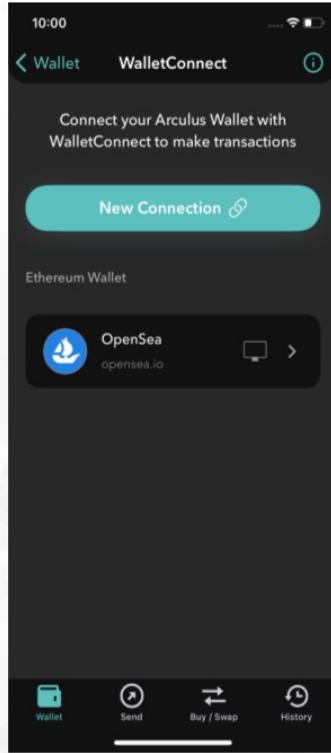 10:00
Wallet
WalletConnect
Connect your Arculus Wallet with
WalletConnect to make transactions
New Connection
Ethereum Wallet
OpenSea
opensea.io
Wallet
Send
Buy / Swap
History